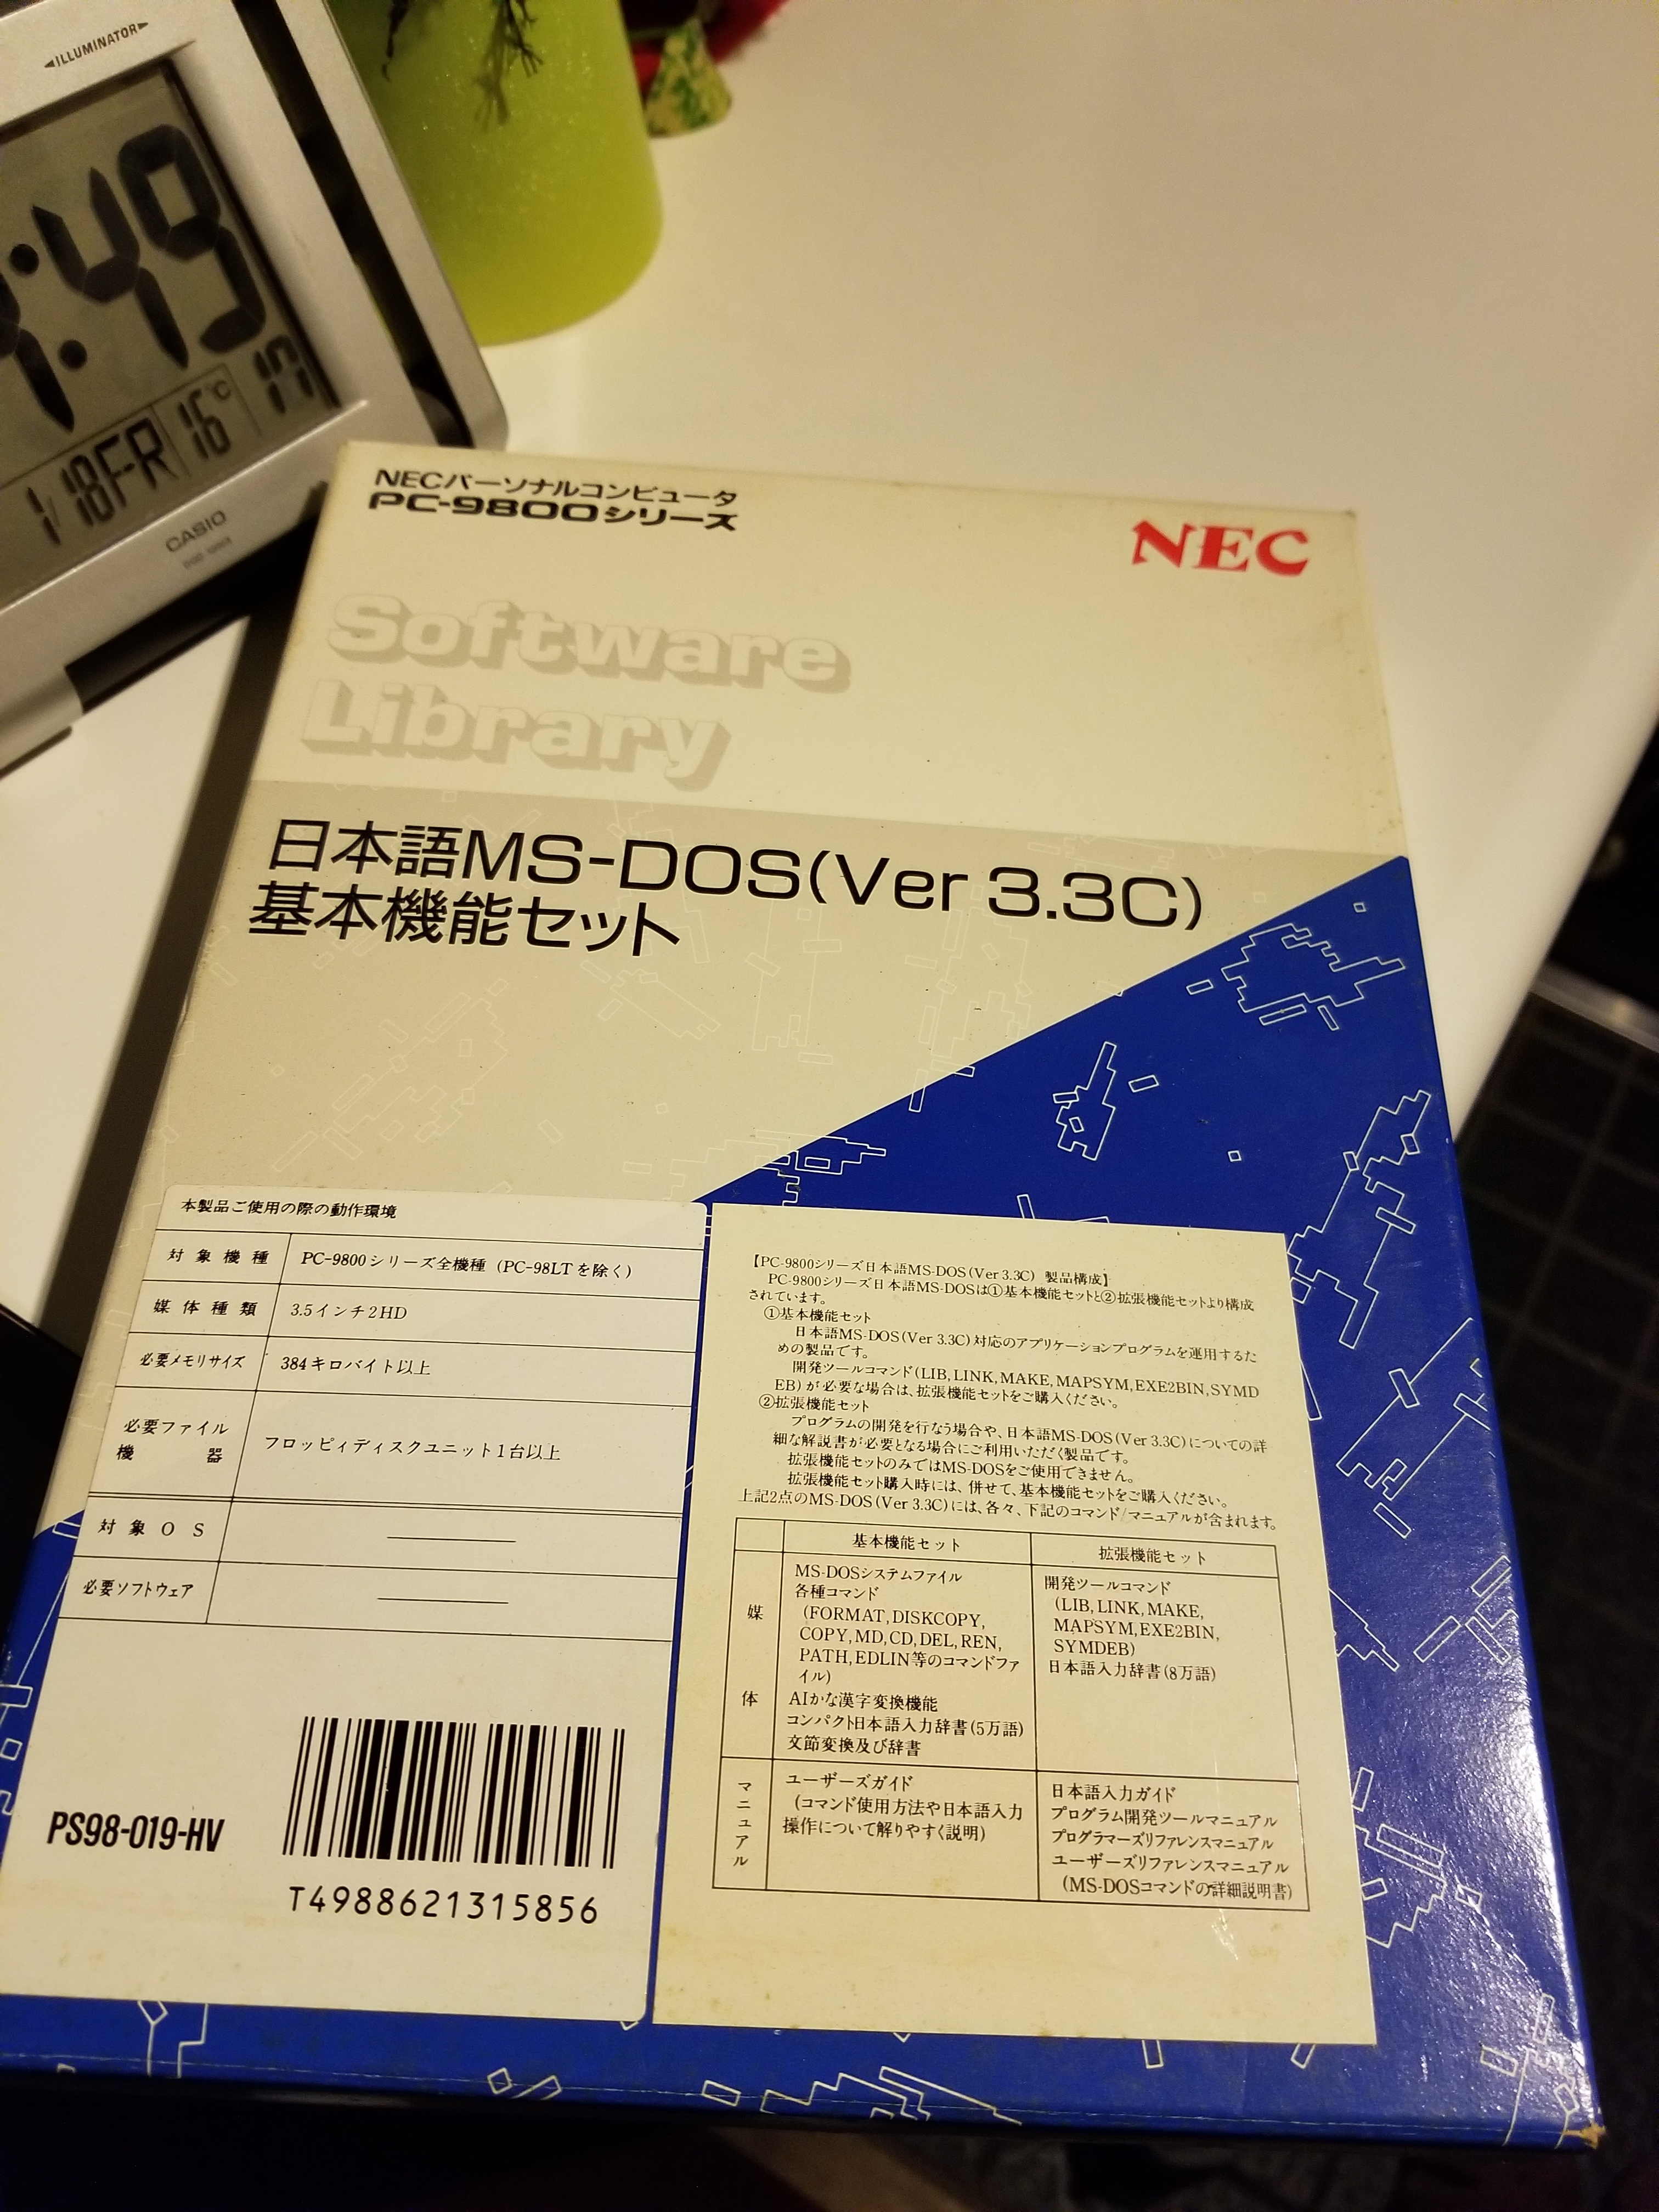 ILLUMINATOR
:49
1/18FR 16℃ 17
CASIO
NECパーソナルコンピュータ
PC-9800シリーズ
NEC
Software
Library
日本語MS-DOS(Ver 3.3C)
基本機能セット
本製品ご使用の際の動作環境
対象機種 PC-9800シリーズ全機種(PC-98LTを除く)
媒体種類 3.5インチ2HD
必要メモリサイズ 384キロバイト以上
必要ファイル
機器 フロッピィディスクユニット1台以上
対象OS
必要ソフトウェア
PS98-019-HV
T4988621315856
【PC-9800シリーズ日本語MS-DOS(Ver 3.3C) 製品構成】
PC-9800シリーズ日本語MS-DOSは①基本機能セットと②拡張機能セットより構成
されています。
①基本機能セット
日本語MS-DOS(Ver 3.3C)対応のアプリケーションプログラムを運用するた
めの製品です。
開発ツールコマンド(LIB,LINK,MAKE,MAPSYM,EXE2BIN,SYMD
EB)が必要な場合は、拡張機能セットをご購入ください。
②拡張機能セット
プログラムの開発を行なう場合や、日本語MS-DOS(Ver 3.3C)についての詳
細な解説書が必要となる場合にご利用いただく製品です。
拡張機能セットのみではMS-DOSをご使用できません。
拡張機能セット購入時には、併せて、基本機能セットをご購入ください。
上記2点のMS-DOS(Ver 3.3C)には、各々、下記のコマンド/マニュアルが含まれます。
基本機能セット 拡張機能セット
媒体
MS-DOSシステムファイル
各種コマンド
(FORMAT,DISKCOPY,
COPY,MD,CD,DEL,REN,
PATH,EDLIN等のコマンドファ
イル)
AIかな漢字変換機能
コンパクト日本語入力辞書(5万語)
文節変換及び辞書
開発ツールコマンド
(LIB,LINK,MAKE,
MAPSYM,EXE2BIN,
SYMDEB)
日本語入力辞書(8万語)
マニュアル
ユーザーズガイド
(コマンド使用方法や日本語入力
操作について解りやすく説明)
日本語入力ガイド
プログラム開発ツールマニュアル
プログラマーズリファレンスマニュアル
ユーザーズリファレンスマニュアル
(MS-DOSコマンドの詳細説明書)